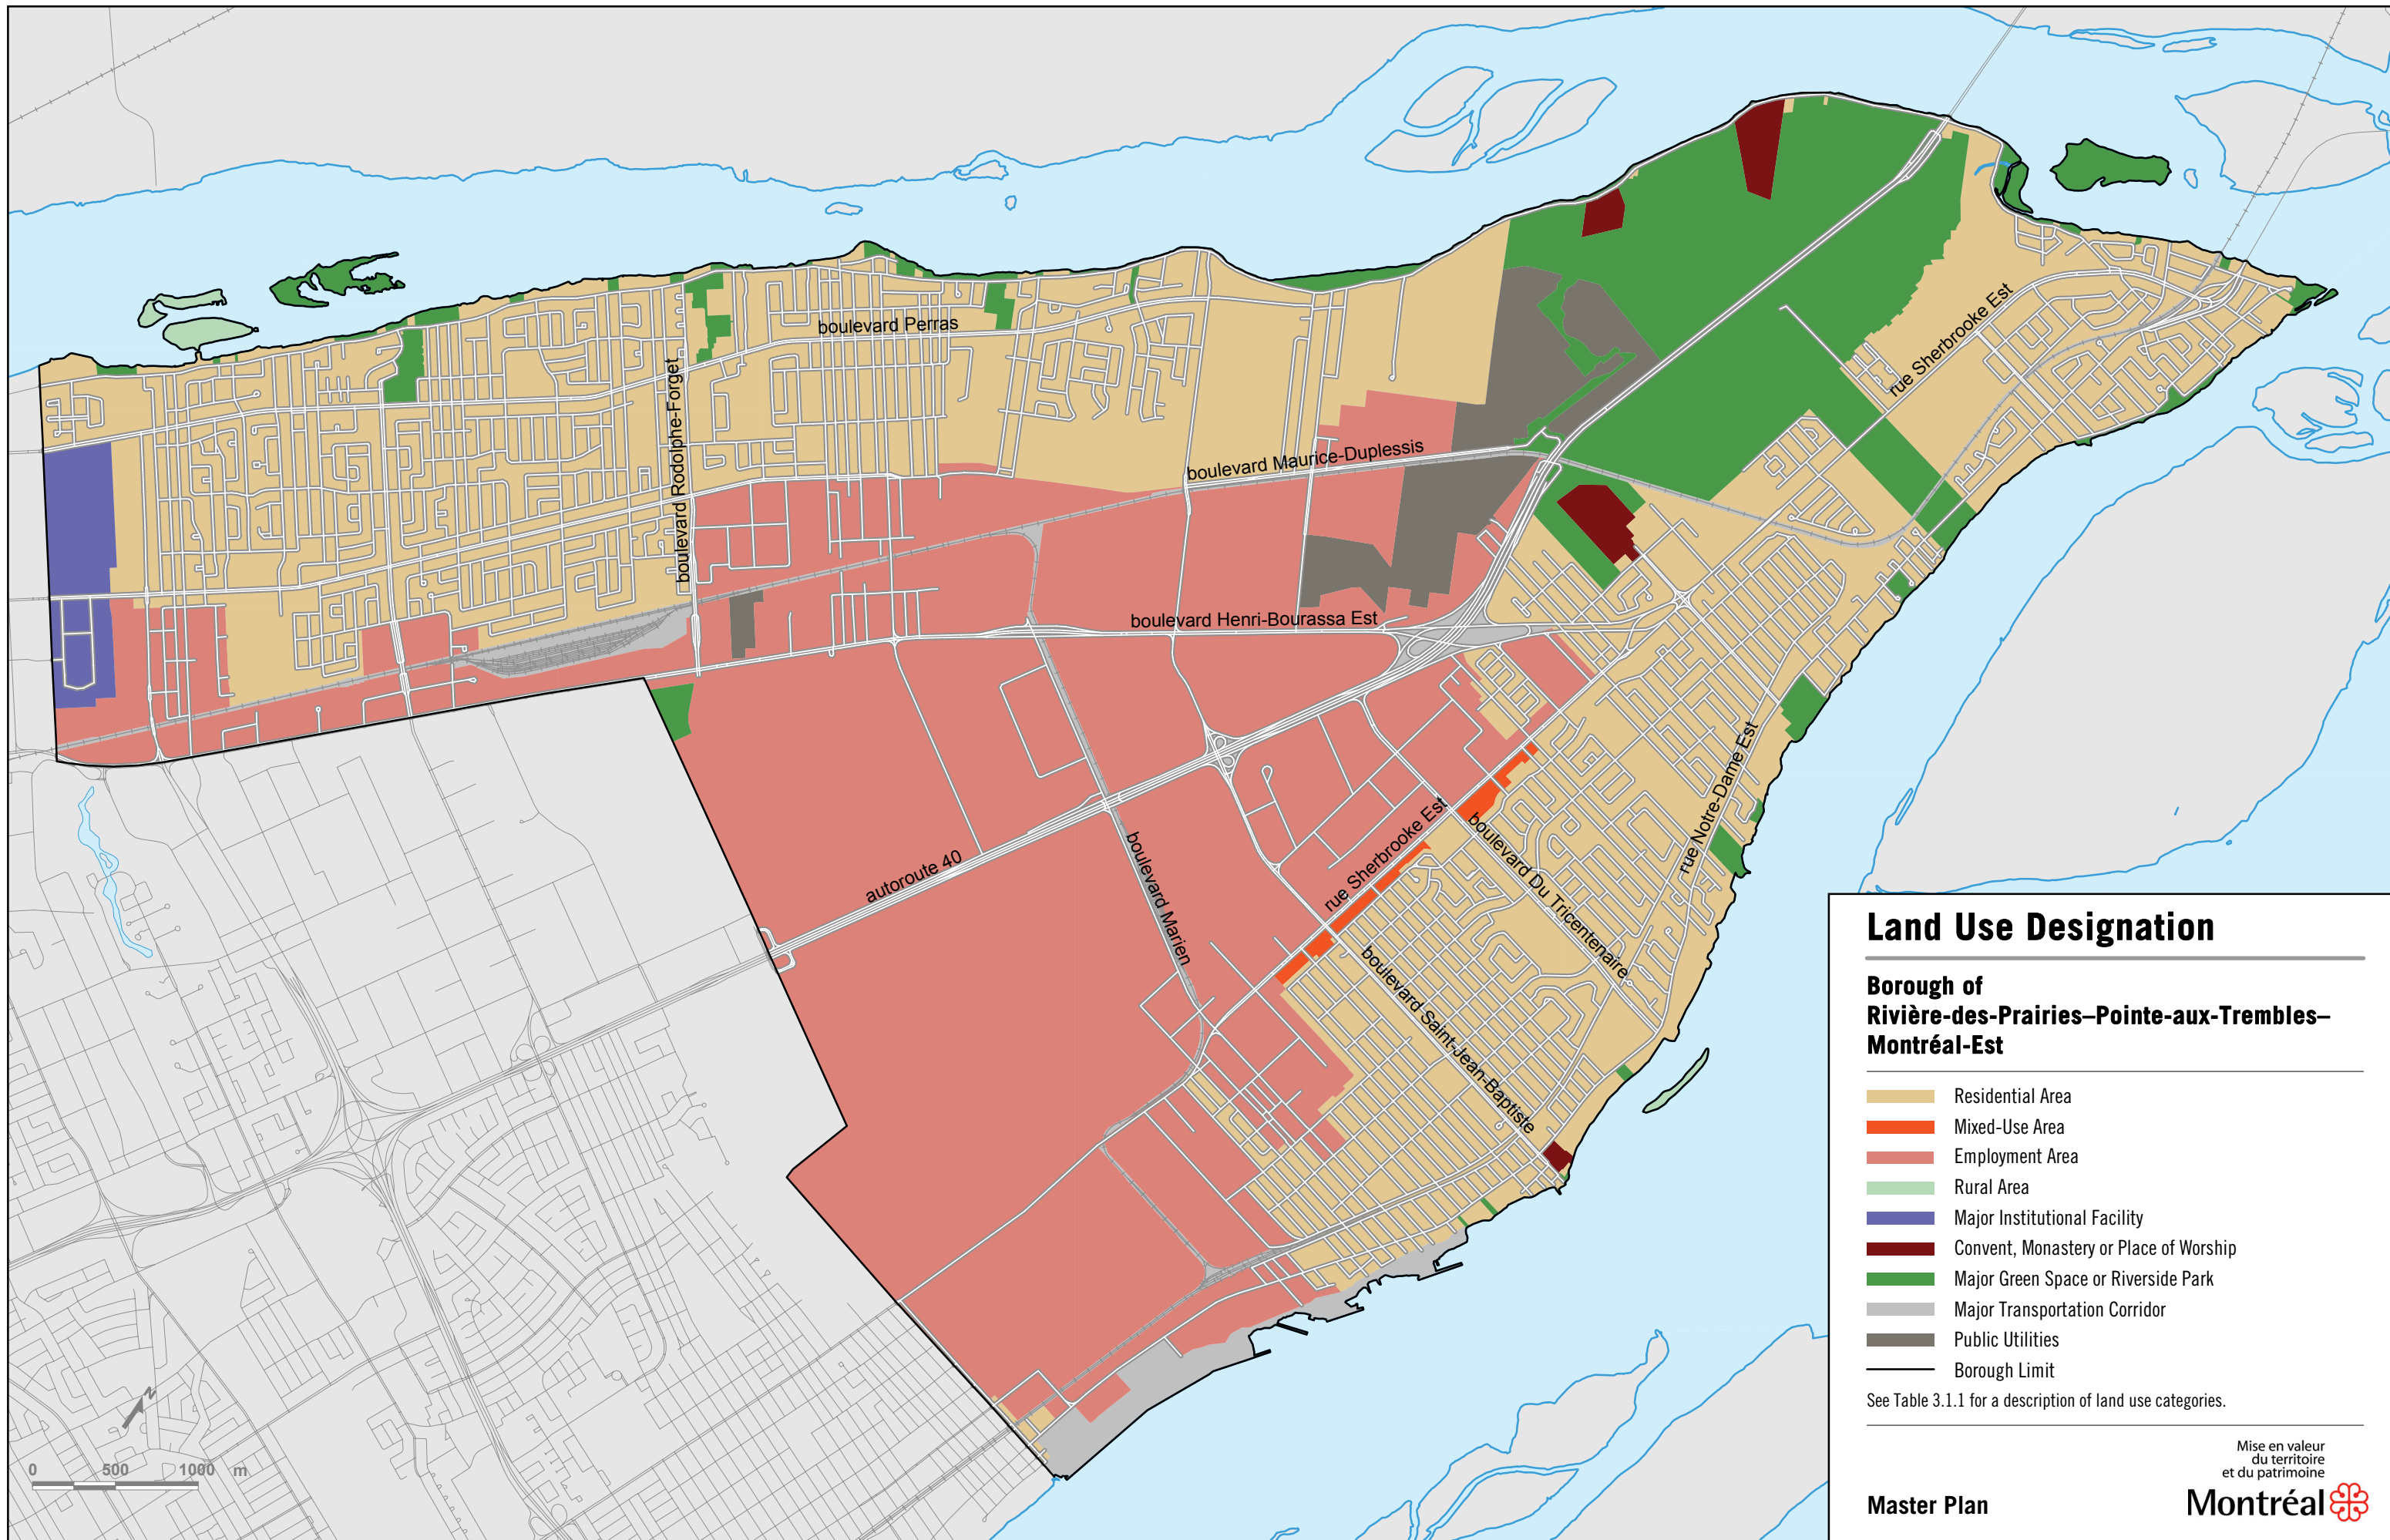 boulevard Perras
boulevard Rodolphe-Forget
boulevard Maurice-Duplessis
rue Sherbrooke Est
boulevard Henri-Bourassa Est
autoroute 40
boulevard Marien
rue Sherbrooke Est
boulevard Du Tricentenaire
rue Notre-Dame Est
boulevard Saint-Jean-Baptiste
N
0 500 1000 m
Land Use Designation
Borough of
Rivière-des-Prairies–Pointe-aux-Trembles–
Montréal-Est
Residential Area
Mixed-Use Area
Employment Area
Rural Area
Major Institutional Facility
Convent, Monastery or Place of Worship
Major Green Space or Riverside Park
Major Transportation Corridor
Public Utilities
Borough Limit
See Table 3.1.1 for a description of land use categories.
Mise en valeur
du territoire
et du patrimoine
Master Plan
Montréal